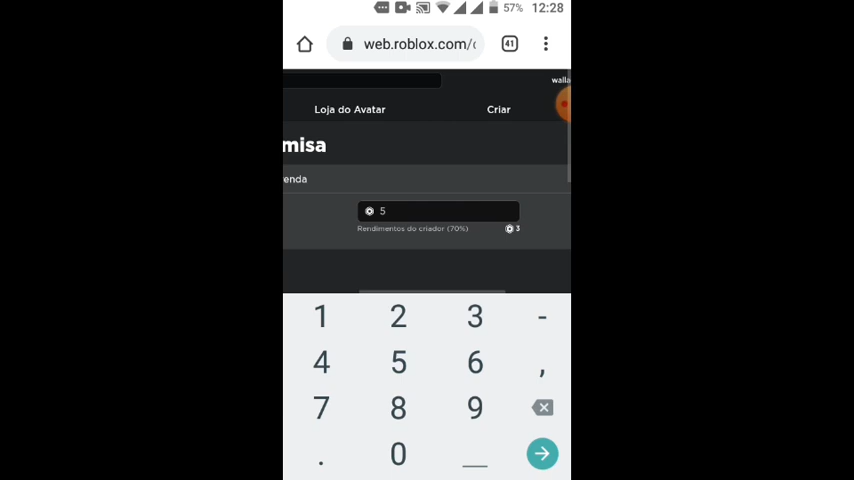 57% 12:28
web.roblox.com/
41
walla
Loja do Avatar Criar
misa
enda
5
Rendimentos do criador (70%) 3
1 2 3 -
4 5 6 ,
7 8 9
. 0 _